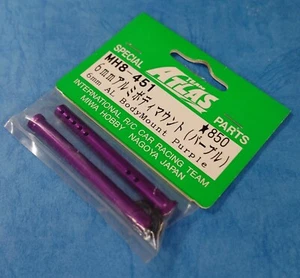 SPECIAL
TEAM
ATLAS
PARTS
MH8-451
★850
6mmアルミボディマウント(パープル)
6mm AL BodyMount Purple
INTERNATIONAL R/C CAR RACING TEAM
MIWA HOBBY NAGOYA JAPAN